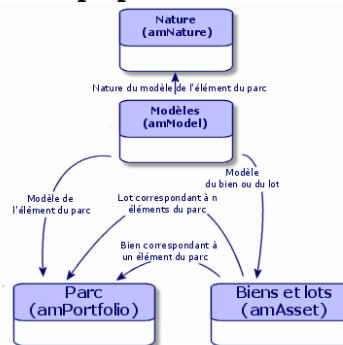 Nature
(amNature)
Nature du modèle de l'élément du parc
Modèles
(amModel)
Modèle de
l'élément du parc
Lot correspondant à n
éléments du parc
Modèle
du bien ou du lot
Bien correspondant à
un élément du parc
Parc
(amPortfolio)
Biens et lots
(amAsset)